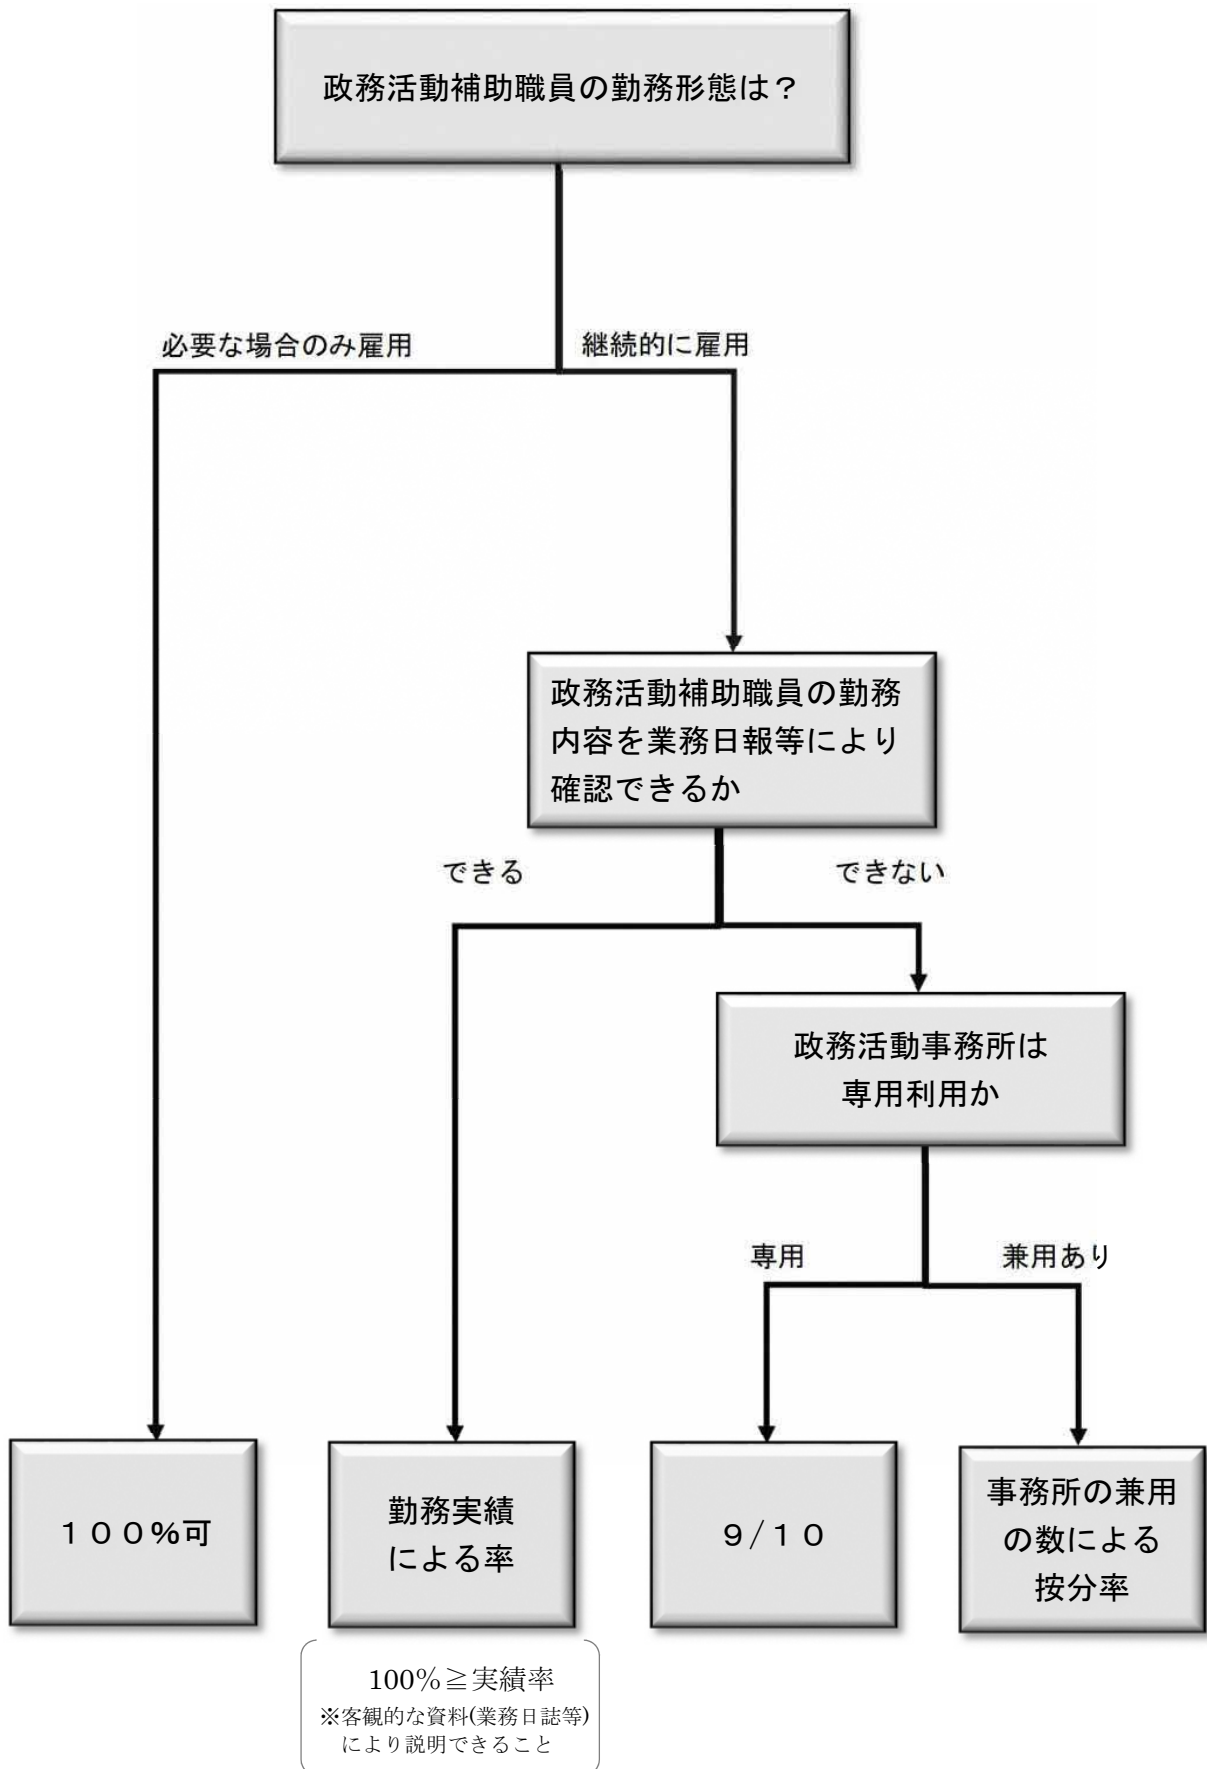 政務活動補助職員の勤務形態は？
必要な場合のみ雇用
継続的に雇用
政務活動補助職員の勤務
内容を業務日報等により
確認できるか
できる
できない
政務活動事務所は
専用利用か
専用
兼用あり
１００%可
勤務実績
による率
９/１０
事務所の兼用
の数による
按分率
100%≧実績率
※客観的な資料(業務日誌等)
により説明できること